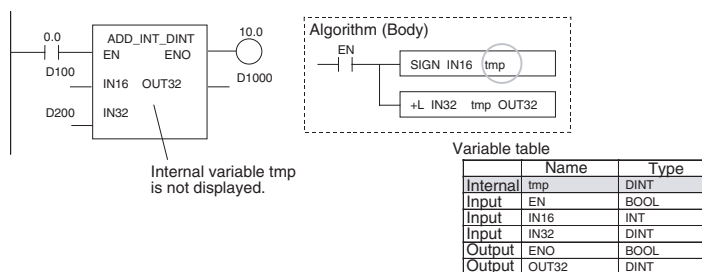 0.0
ADD_INT_DINT
10.0
EN ENO
D100
IN16 OUT32
D1000
D200
IN32
Internal variable tmp
is not displayed.
Algorithm (Body)
EN
SIGN IN16 tmp
+L IN32 tmp OUT32
Variable table
Name Type
Internal tmp DINT
Input EN BOOL
Input IN16 INT
Input IN32 DINT
Output ENO BOOL
Output OUT32 DINT